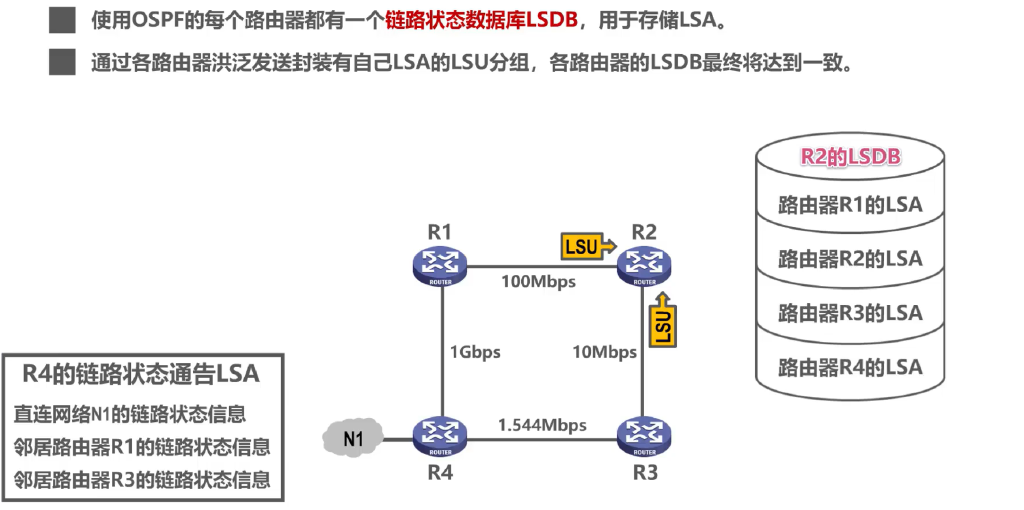 使用OSPF的每个路由器都有一个链路状态数据库LSDB，用于存储LSA。
通过各路由器洪泛发送封装有自己LSA的LSU分组，各路由器的LSDB最终将达到一致。
R2的LSDB
路由器R1的LSA
路由器R2的LSA
路由器R3的LSA
路由器R4的LSA
R1
LSU
R2
ROUTER
100Mbps
ROUTER
LSU
1Gbps
10Mbps
R4的链路状态通告LSA
直连网络N1的链路状态信息
邻居路由器R1的链路状态信息
邻居路由器R3的链路状态信息
N1
ROUTER
1.544Mbps
ROUTER
R4
R3